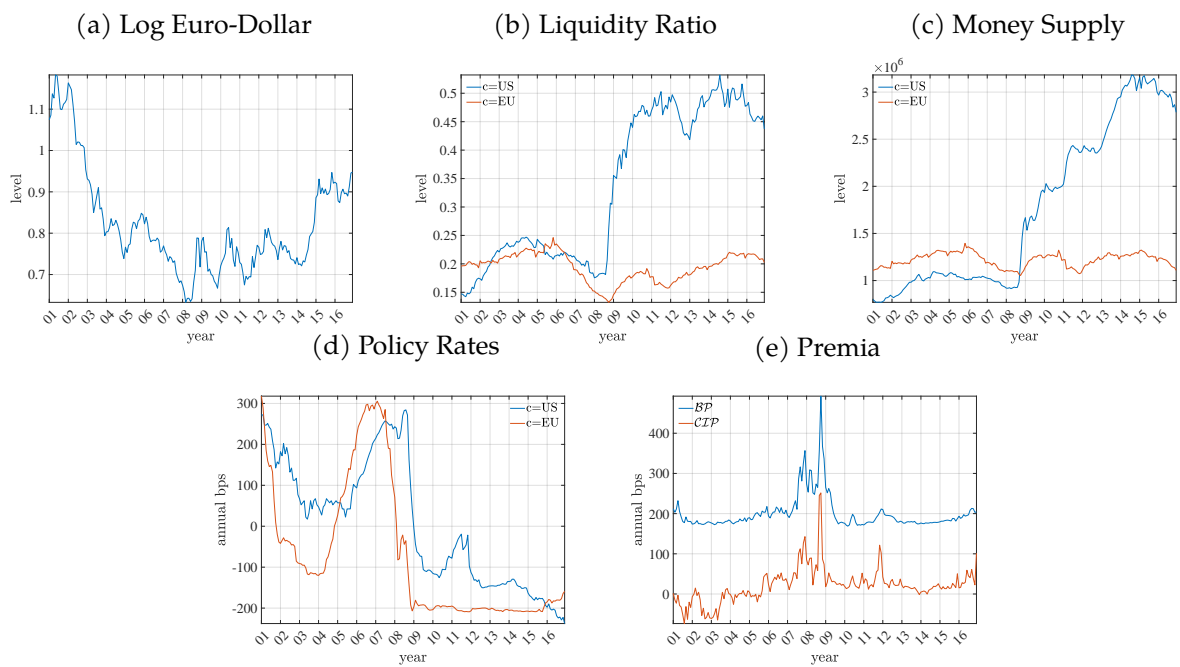 (a) Log Euro-Dollar
1.1
1
0.9
0.8
0.7
level
01 02 03 04 05 06 07 08 09 10 11 12 13 14 15 16
year
(b) Liquidity Ratio
c=US
c=EU
0.5
0.45
0.4
0.35
0.3
0.25
0.2
0.15
level
01 02 03 04 05 06 07 08 09 10 11 12 13 14 15 16
year
(c) Money Supply
×10⁶
c=US
c=EU
3
2.5
2
1.5
1
level
01 02 03 04 05 06 07 08 09 10 11 12 13 14 15 16
year
(d) Policy Rates
c=US
c=EU
300
200
100
0
-100
-200
annual bps
01 02 03 04 05 06 07 08 09 10 11 12 13 14 15 16
year
(e) Premia
BP
CIP
400
300
200
100
0
annual bps
01 02 03 04 05 06 07 08 09 10 11 12 13 14 15 16
year